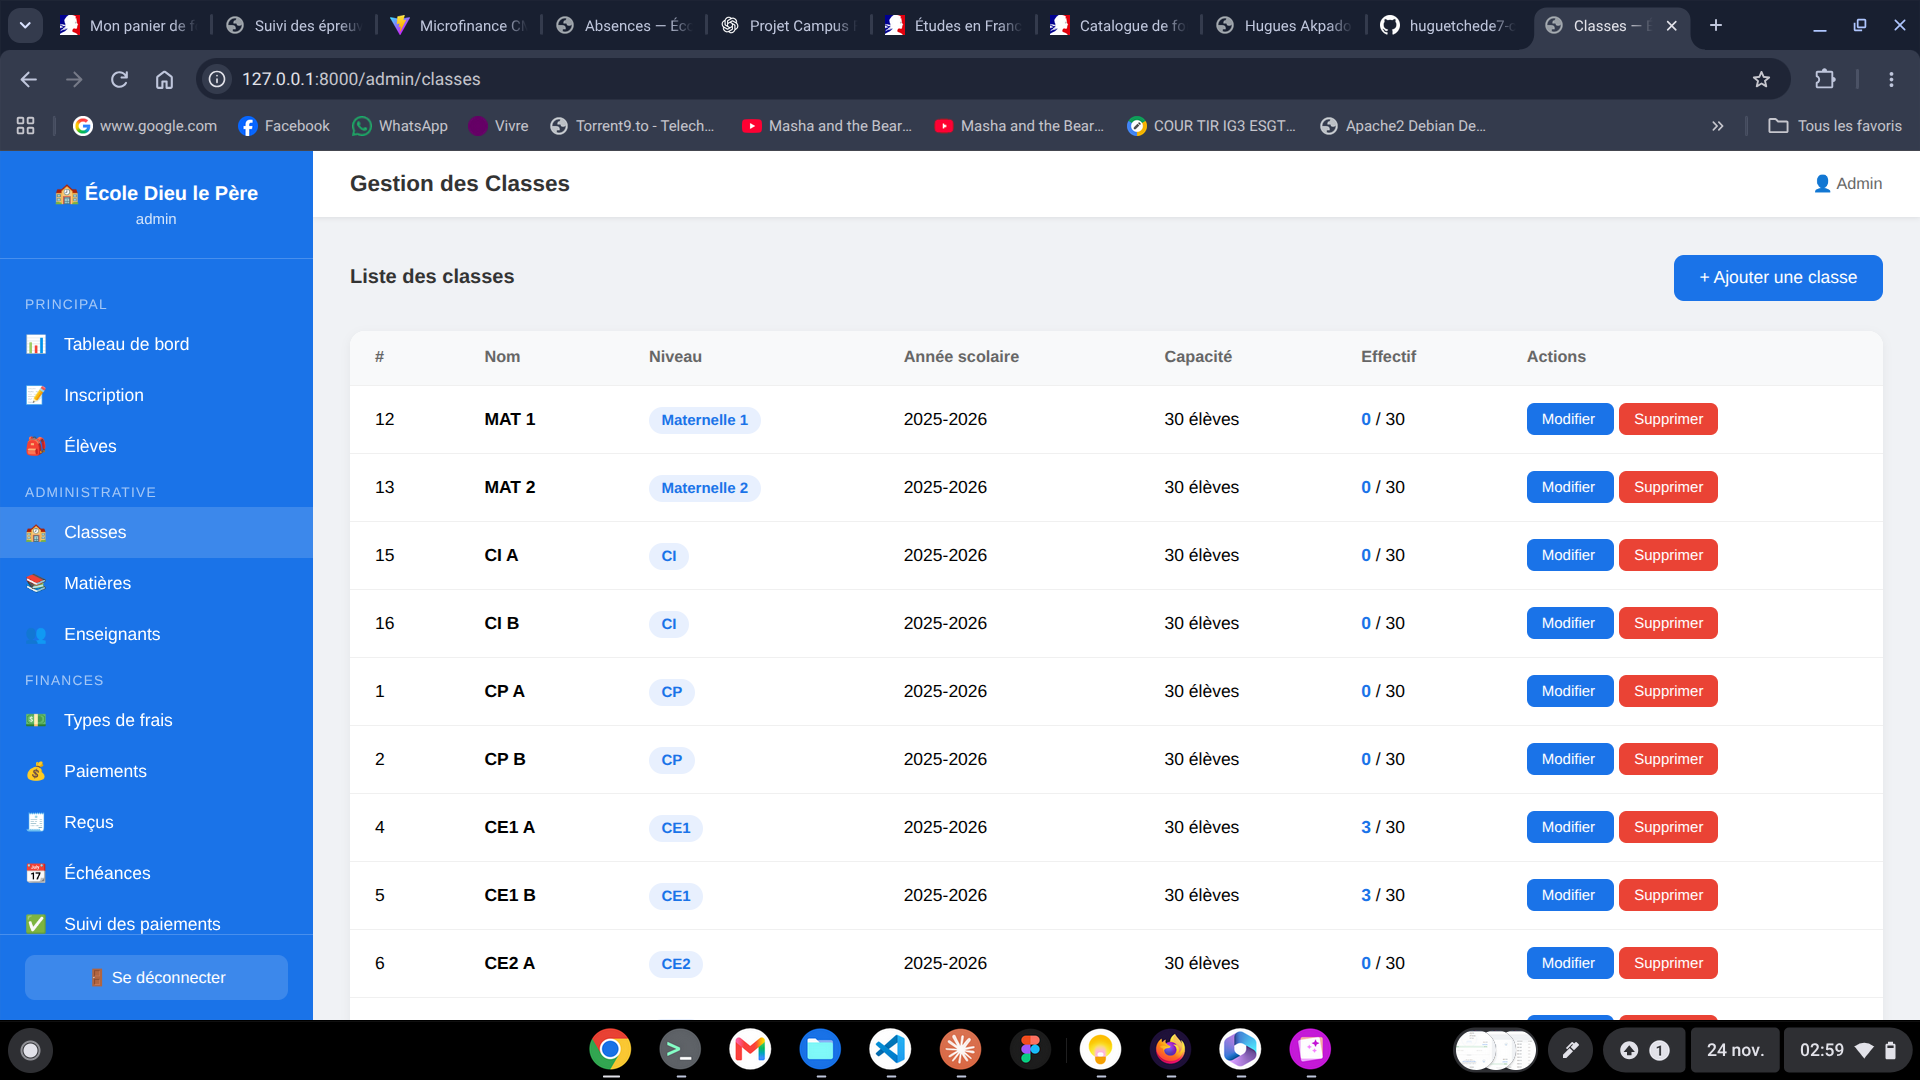 Mon panier de f
Suivi des épreuv
Microfinance CM
Absences — Éco
Projet Campus
Études en Franc
Catalogue de fo
Hugues Akpado
huguetchede7-c
Classes — É
127.0.0.1:8000/admin/classes
www.google.com
Facebook
WhatsApp
Vivre
Torrent9.to - Telech...
Masha and the Bear...
Masha and the Bear...
COUR TIR IG3 ESGT...
Apache2 Debian De...
Tous les favoris
École Dieu le Père
admin
PRINCIPAL
Tableau de bord
Inscription
Élèves
ADMINISTRATIVE
Classes
Matières
Enseignants
FINANCES
Types de frais
Paiements
Reçus
Échéances
Suivi des paiements
Se déconnecter
Gestion des Classes
Admin
Liste des classes
+ Ajouter une classe
# Nom Niveau Année scolaire Capacité Effectif Actions
12 MAT 1 Maternelle 1 2025-2026 30 élèves 0 / 30 Modifier Supprimer
13 MAT 2 Maternelle 2 2025-2026 30 élèves 0 / 30 Modifier Supprimer
15 CI A CI 2025-2026 30 élèves 0 / 30 Modifier Supprimer
16 CI B CI 2025-2026 30 élèves 0 / 30 Modifier Supprimer
1 CP A CP 2025-2026 30 élèves 0 / 30 Modifier Supprimer
2 CP B CP 2025-2026 30 élèves 0 / 30 Modifier Supprimer
4 CE1 A CE1 2025-2026 30 élèves 3 / 30 Modifier Supprimer
5 CE1 B CE1 2025-2026 30 élèves 3 / 30 Modifier Supprimer
6 CE2 A CE2 2025-2026 30 élèves 0 / 30 Modifier Supprimer
1
24 nov.
02:59